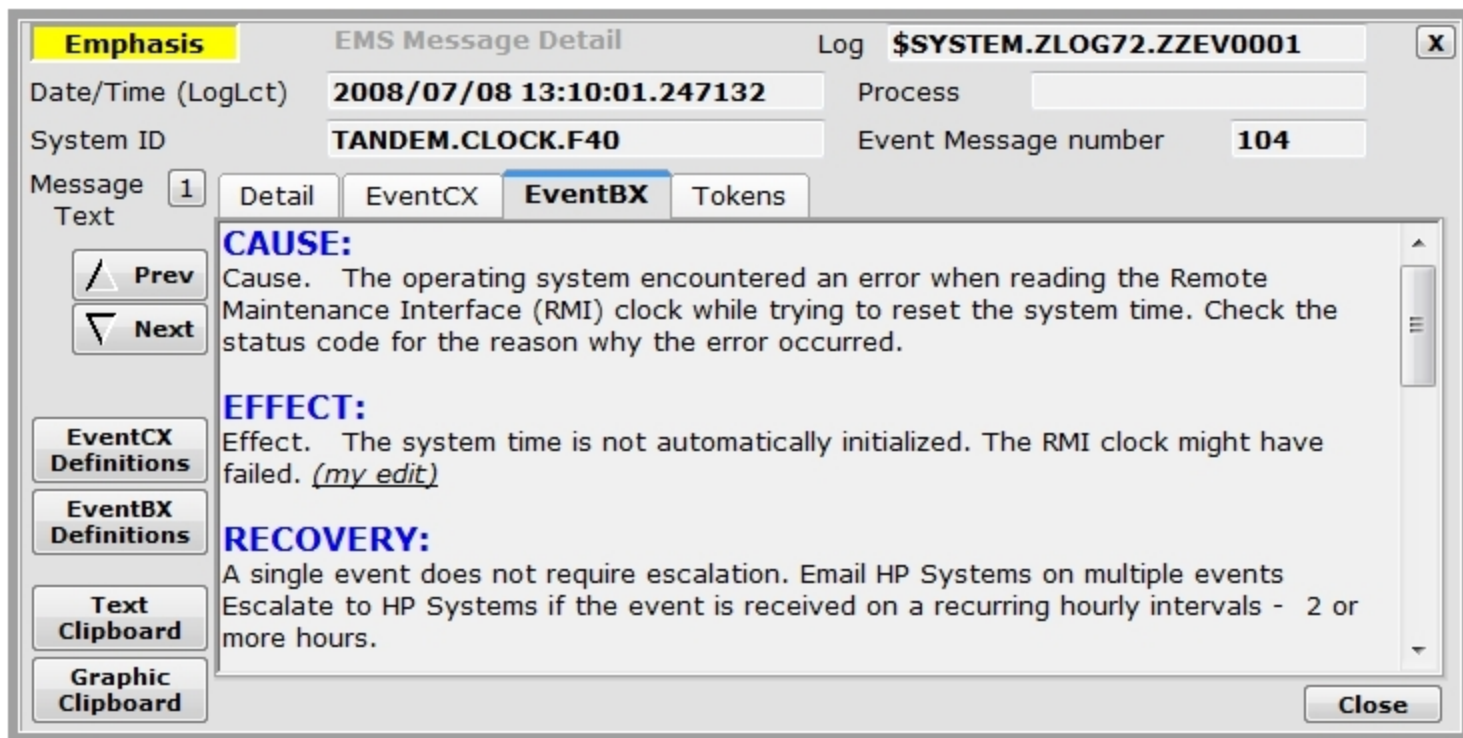 Emphasis EMS Message Detail Log $SYSTEM.ZLOG72.ZZEV0001 X
Date/Time (LogLct) 2008/07/08 13:10:01.247132 Process
System ID TANDEM.CLOCK.F40 Event Message number 104
Message Text 1
Detail EventCX EventBX Tokens
Prev
Next
EventCX
Definitions
EventBX
Definitions
Text
Clipboard
Graphic
Clipboard
CAUSE:
Cause. The operating system encountered an error when reading the Remote
Maintenance Interface (RMI) clock while trying to reset the system time. Check the
status code for the reason why the error occurred.
EFFECT:
Effect. The system time is not automatically initialized. The RMI clock might have
failed. (my edit)
RECOVERY:
A single event does not require escalation. Email HP Systems on multiple events
Escalate to HP Systems if the event is received on a recurring hourly intervals - 2 or
more hours.
Close